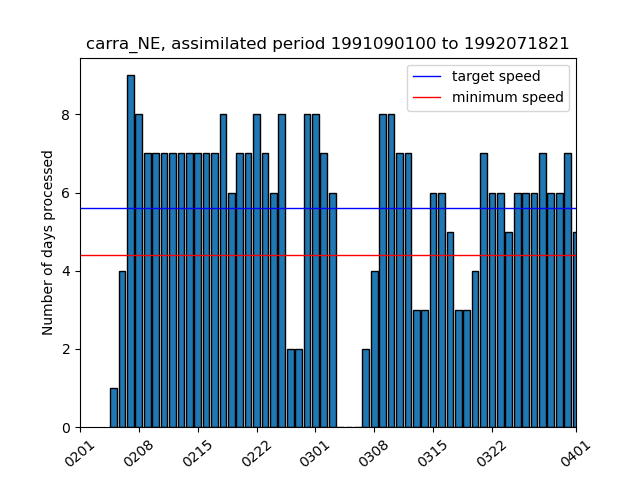 carra_NE, assimilated period 1991090100 to 1992071821
target speed
minimum speed
Number of days processed
8
6
4
2
0
0201 0208 0215 0222 0301 0308 0315 0322 0401